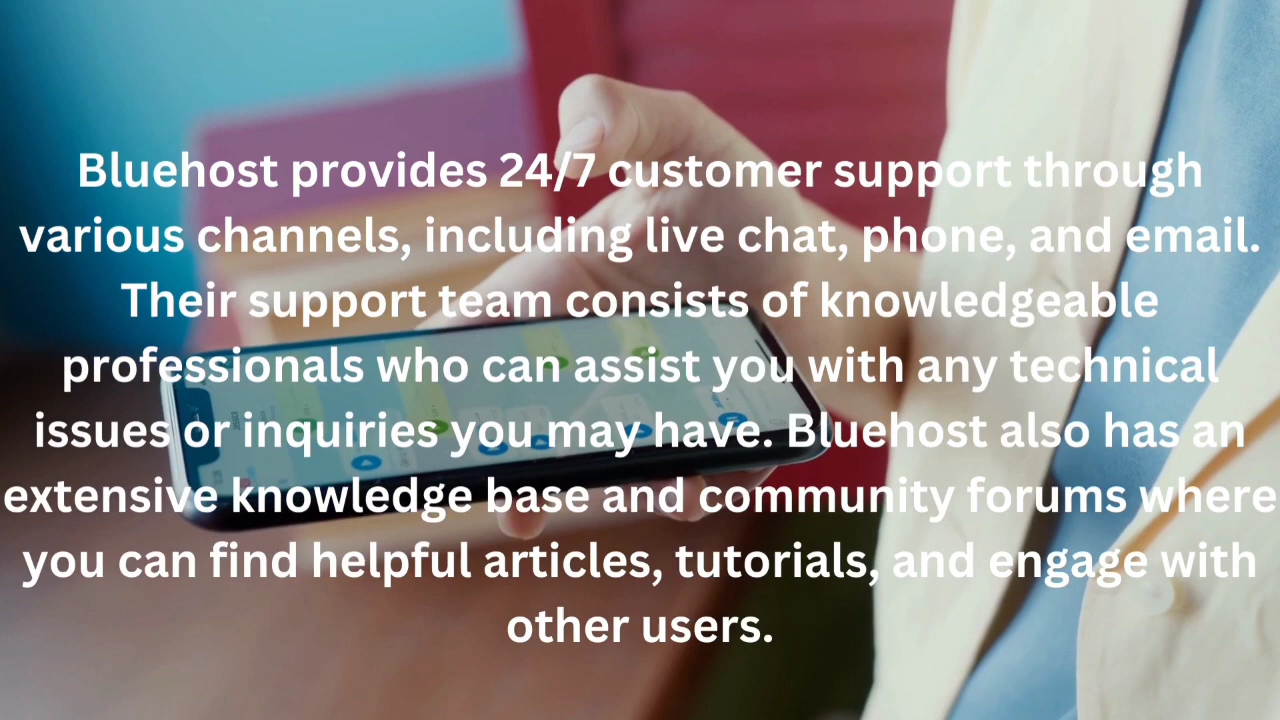 Bluehost provides 24/7 customer support through
various channels, including live chat, phone, and email.
Their support team consists of knowledgeable
professionals who can assist you with any technical
issues or inquiries you may have. Bluehost also has an
extensive knowledge base and community forums where
you can find helpful articles, tutorials, and engage with
other users.